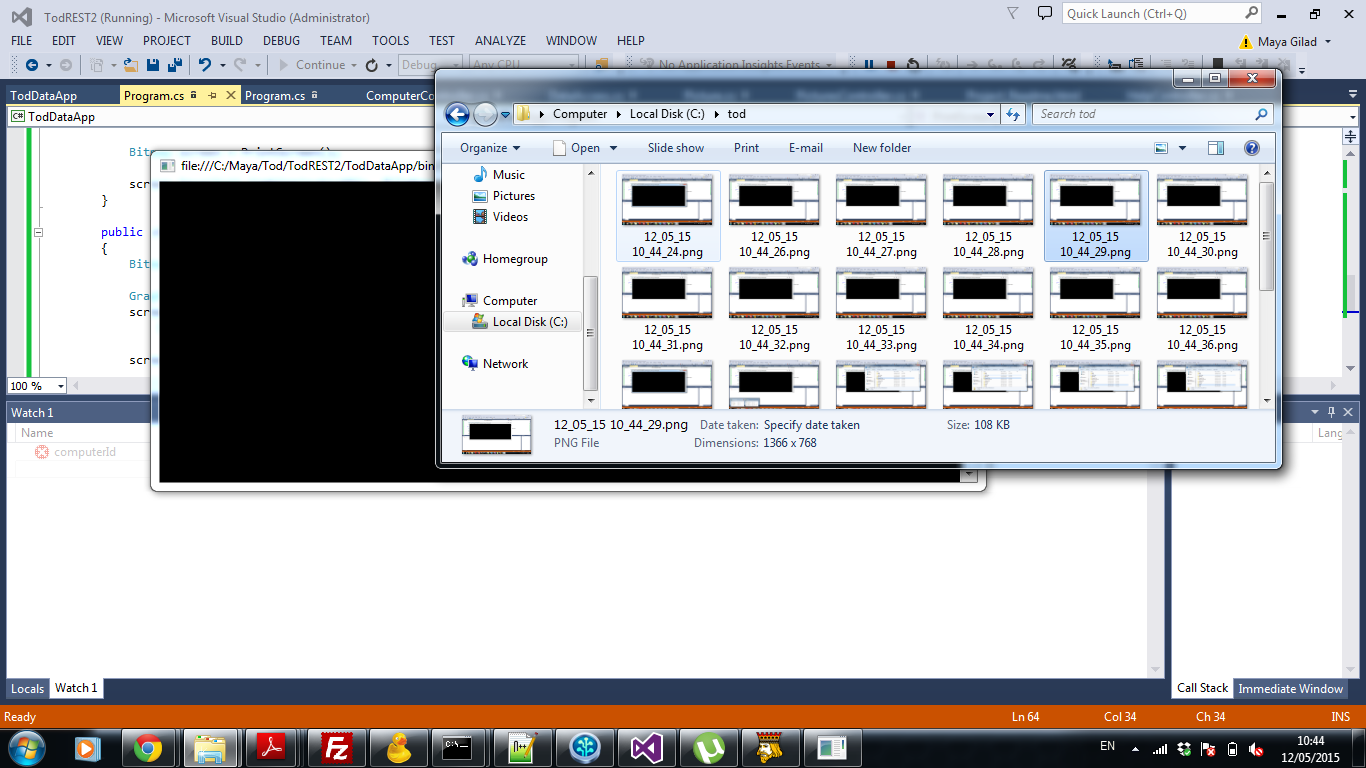 TodREST2 (Running) - Microsoft Visual Studio (Administrator)
Quick Launch (Ctrl+Q)
FILE EDIT VIEW PROJECT BUILD DEBUG TEAM TOOLS TEST ANALYZE WINDOW HELP
Maya Gilad
Continue
Debug
Any CPU
No Application Insights Events
TodDataApp
Program.cs
Program.cs
ComputerCo
TodDataApp
scr
}
public
{
scr
scr
100 %
file:///C:/Maya/Tod/TodREST2/TodDataApp/bin
Computer Local Disk (C:) tod
Search tod
Organize Open Slide show Print E-mail New folder
Music
Pictures
Videos
Homegroup
Computer
Local Disk (C:)
Network
12_05_15 10_44_24.png
12_05_15 10_44_26.png
12_05_15 10_44_27.png
12_05_15 10_44_28.png
12_05_15 10_44_29.png
12_05_15 10_44_30.png
12_05_15 10_44_31.png
12_05_15 10_44_32.png
12_05_15 10_44_33.png
12_05_15 10_44_34.png
12_05_15 10_44_35.png
12_05_15 10_44_36.png
12_05_15 10_44_29.png Date taken: Specify date taken Size: 108 KB
PNG File Dimensions: 1366 x 768
Watch 1
Name
Lang
computerId
Locals Watch 1
Call Stack Immediate Window
Ready Ln 64 Col 34 Ch 34 INS
EN
10:44
12/05/2015